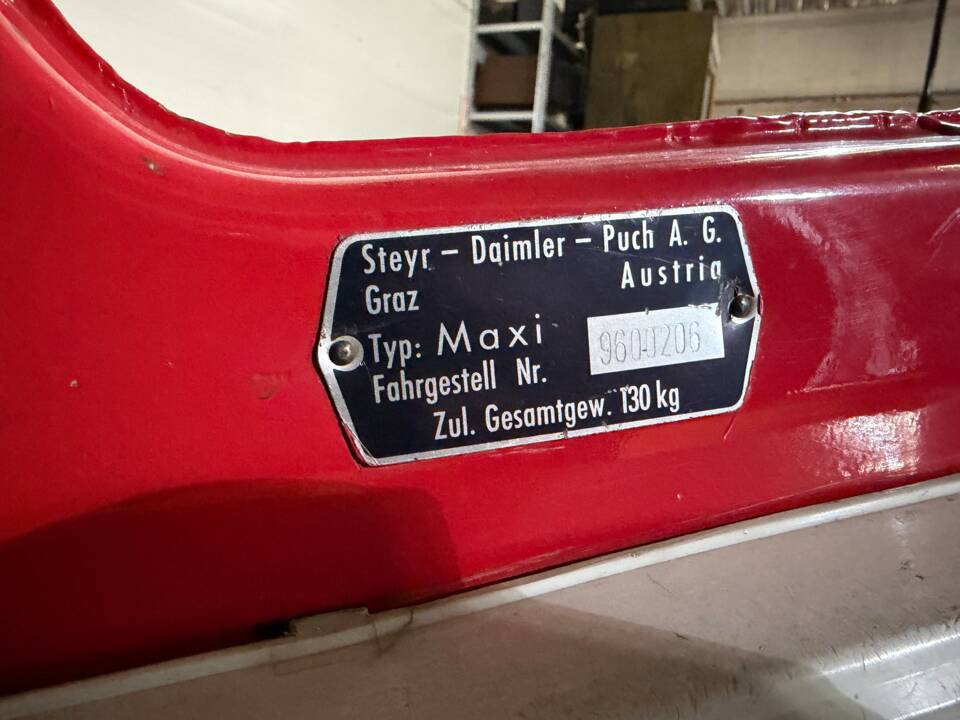 Steyr – Daimler – Puch A. G.
Graz Austria
Typ: Maxi
Fahrgestell Nr. 9600206
Zul. Gesamtgew. 130 kg